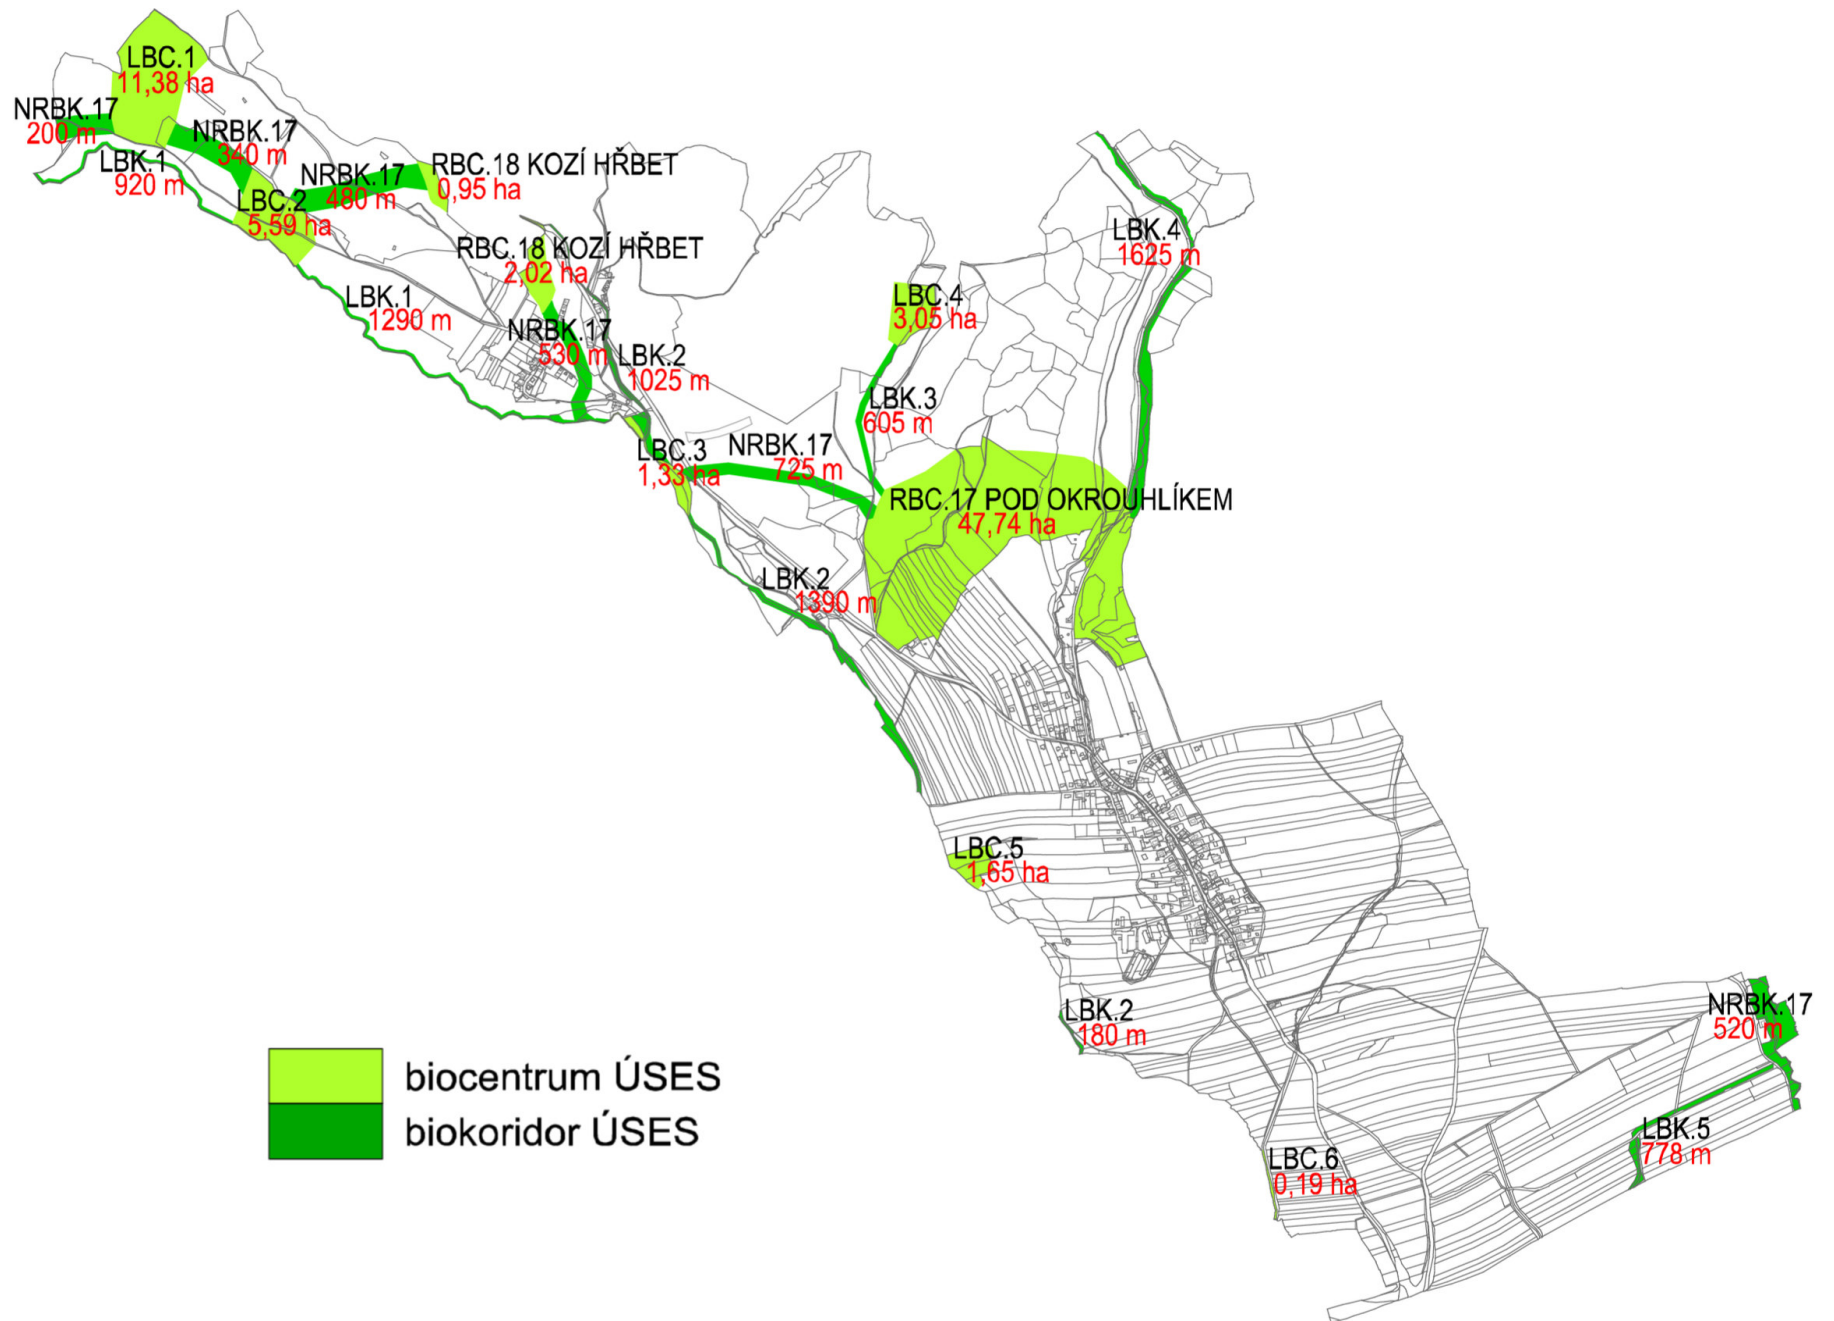 LBC.1
11,38 ha
NRBK.17
200 m
NRBK.17
340 m
LBK.1
920 m
NRBK.17
480 m
RBC.18 KOZÍ HŘBET
0,95 ha
LBC.2
5,59 ha
RBC.18 KOZÍ HŘBET
2,02 ha
LBK.4
1625 m
LBK.1
1290 m
LBC.4
3,05 ha
NRBK.17
530 m
LBK.2
1025 m
LBK.3
605 m
LBC.3
1,33 ha
NRBK.17
725 m
RBC.17 POD OKROUHLÍKEM
47,74 ha
LBK.2
1390 m
LBC.5
1,65 ha
LBK.2
180 m
NRBK.17
520 m
LBK.5
778 m
LBC.6
0,19 ha
biocentrum ÚSES
biokoridor ÚSES